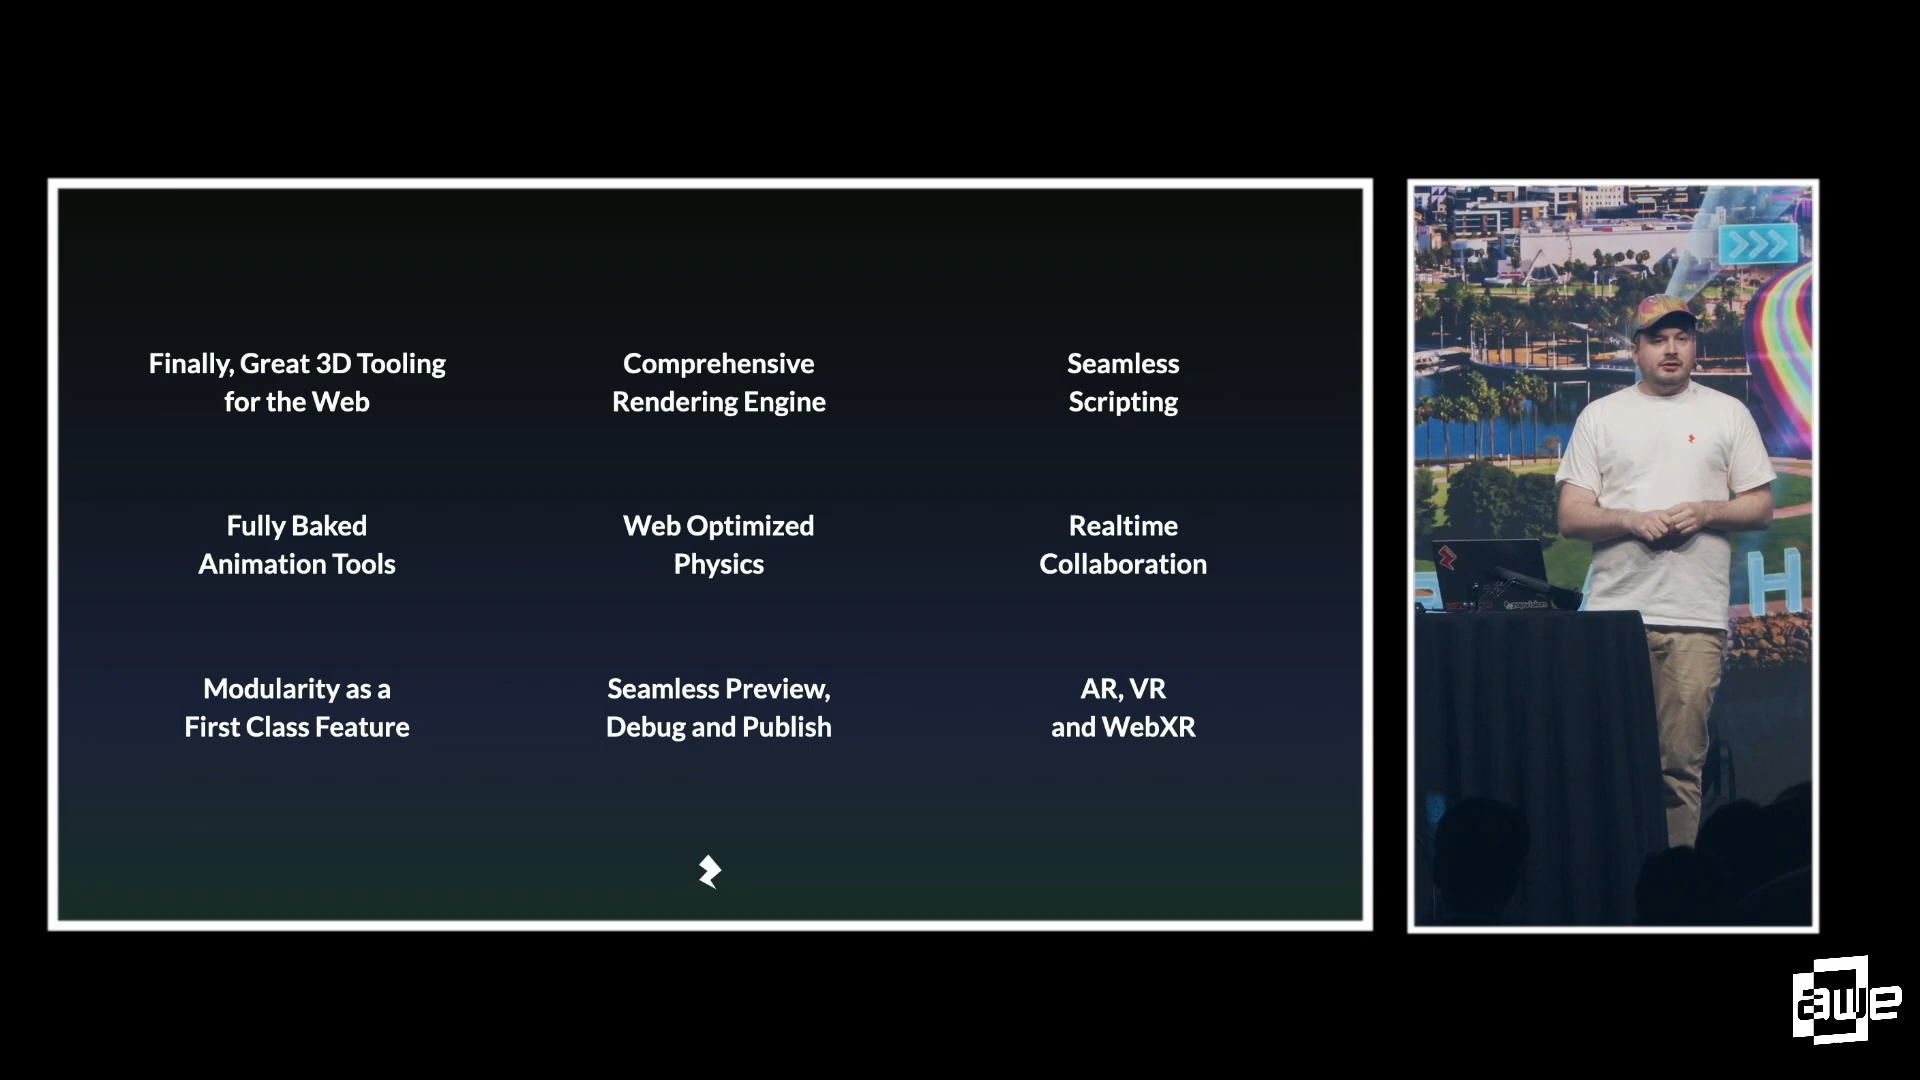 Finally, Great 3D Tooling
for the Web
Comprehensive
Rendering Engine
Seamless
Scripting
Fully Baked
Animation Tools
Web Optimized
Physics
Realtime
Collaboration
Modularity as a
First Class Feature
Seamless Preview,
Debug and Publish
AR, VR
and WebXR
H
awe